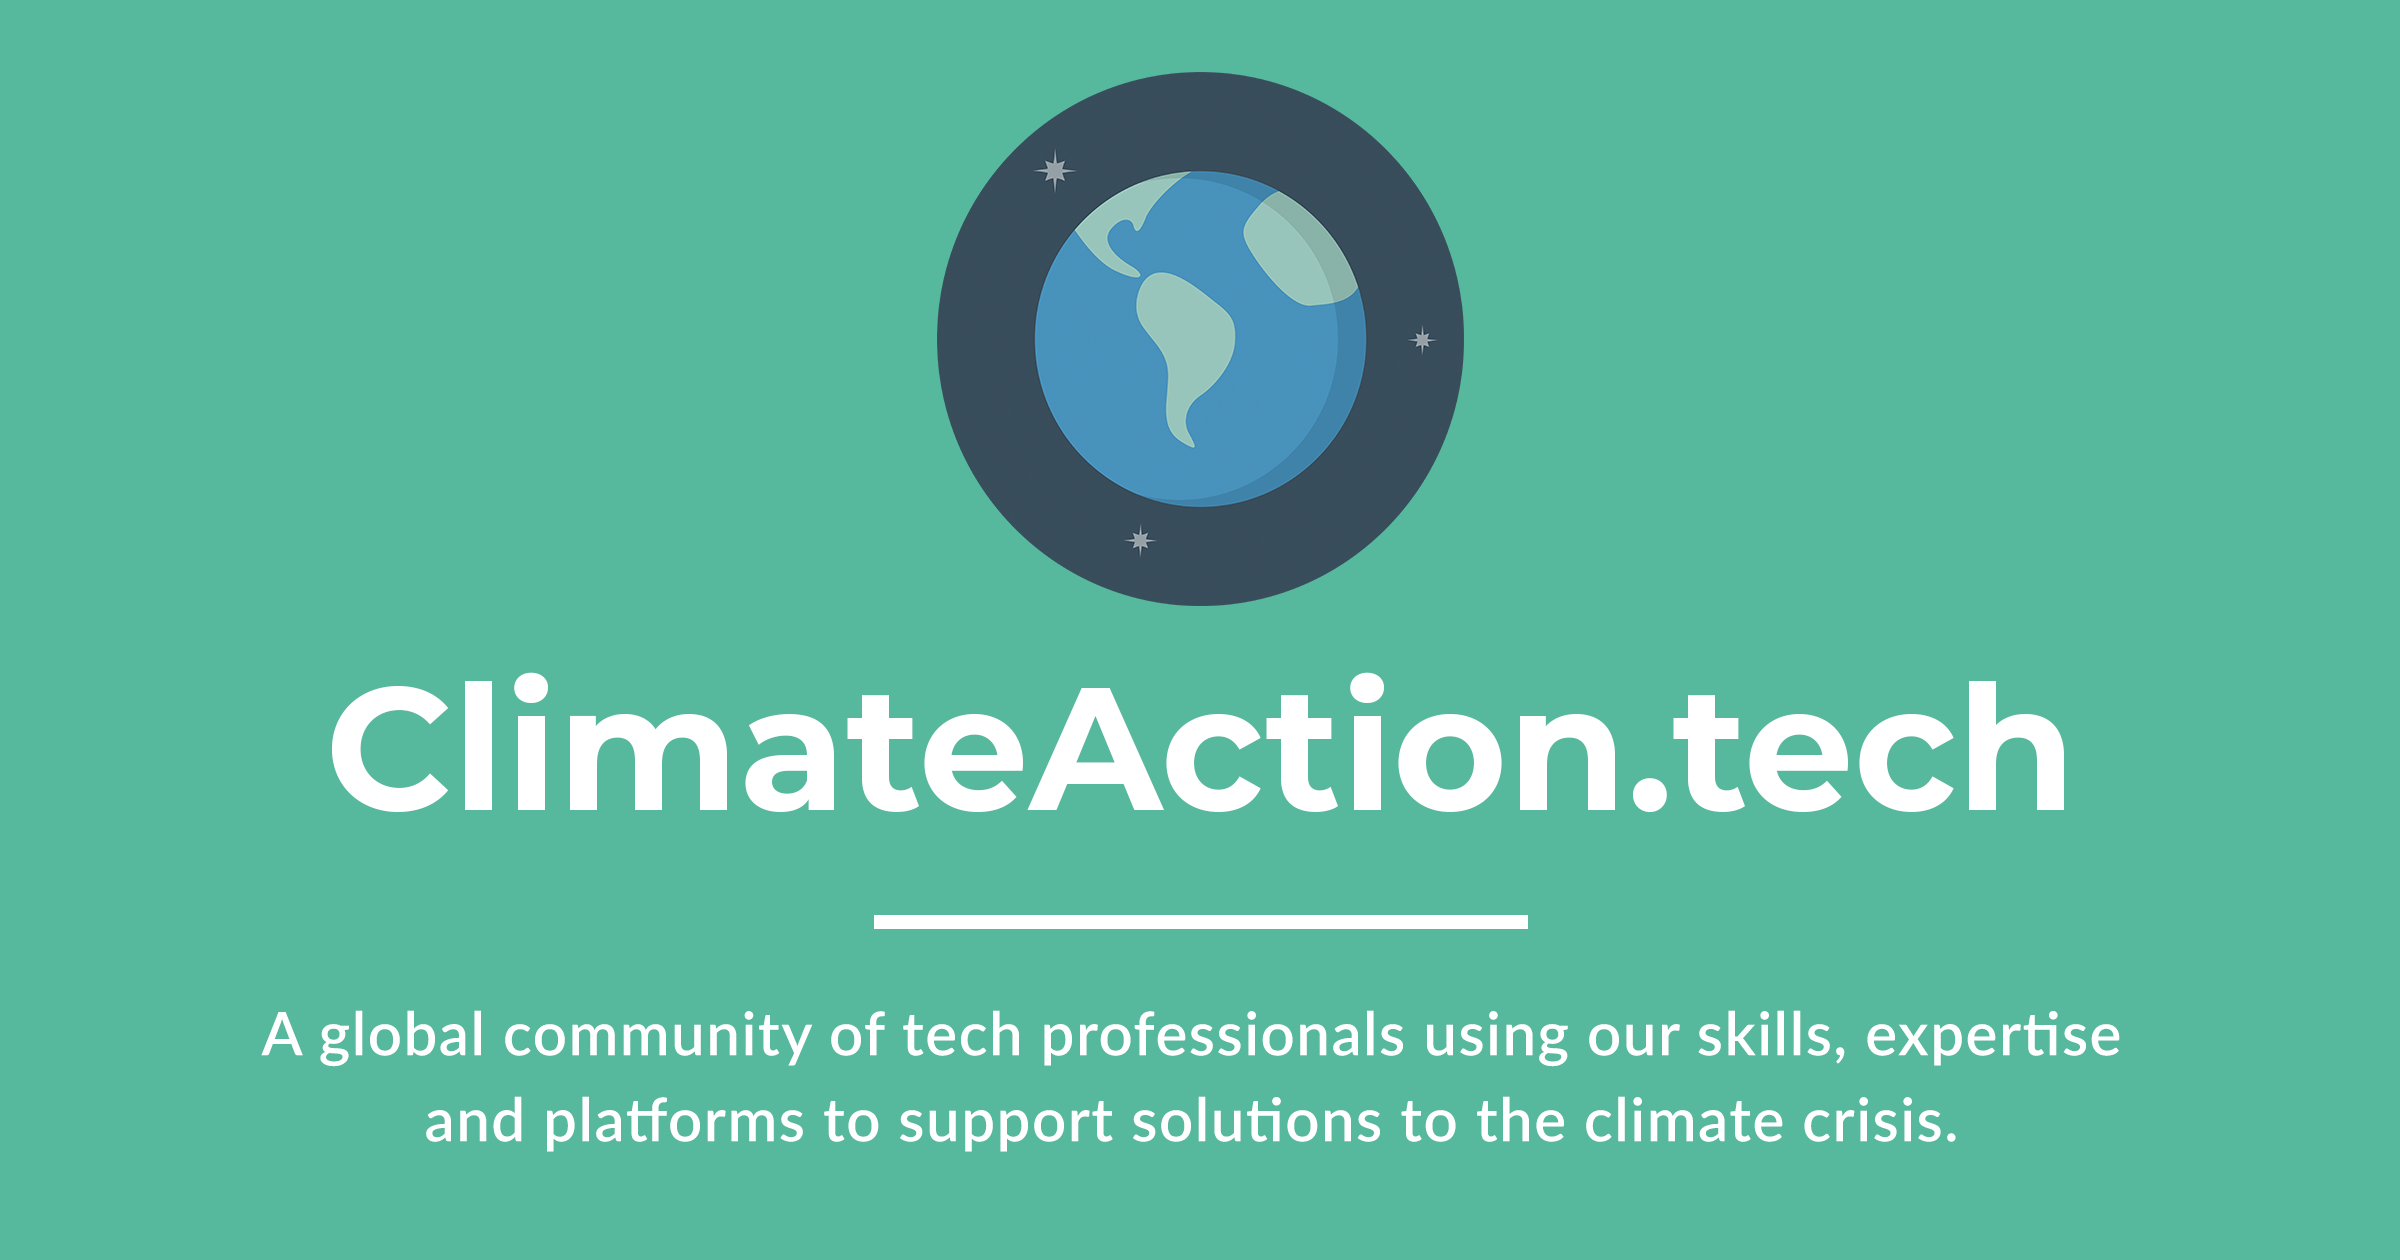 ClimateAction.tech
A global community of tech professionals using our skills, expertise
and platforms to support solutions to the climate crisis.